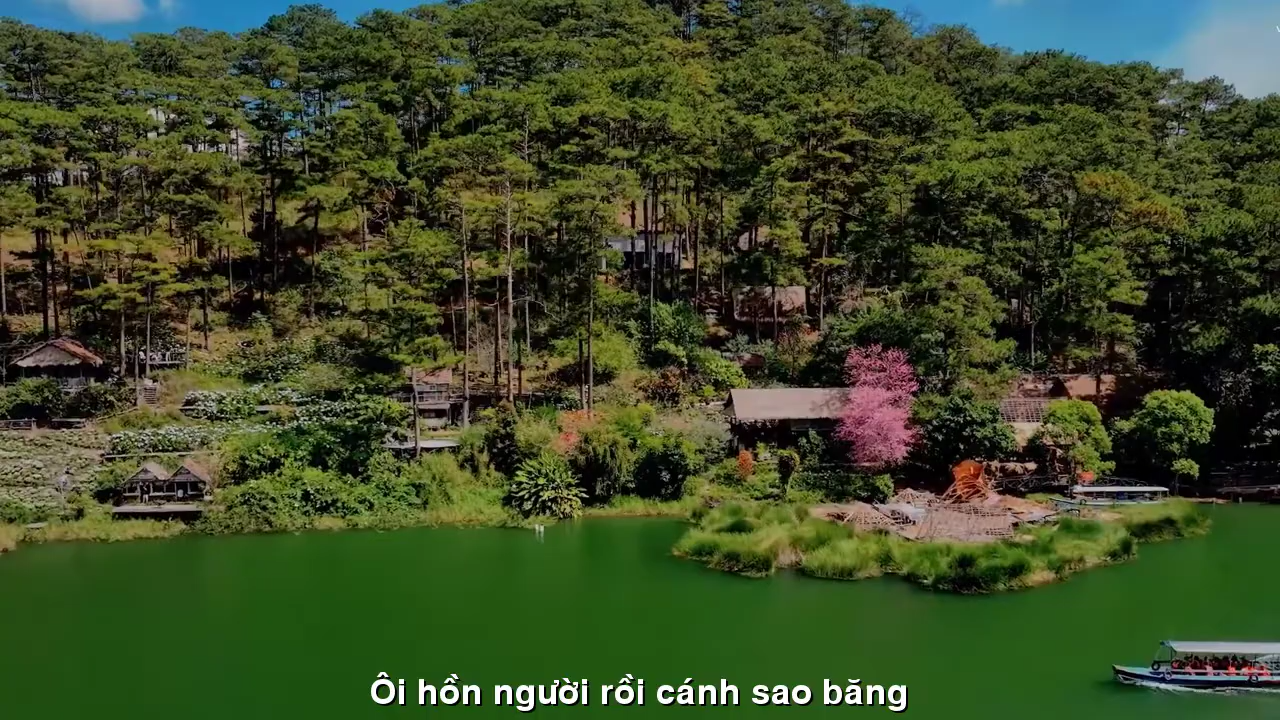 Ôi hồn người rồi cánh sao băng